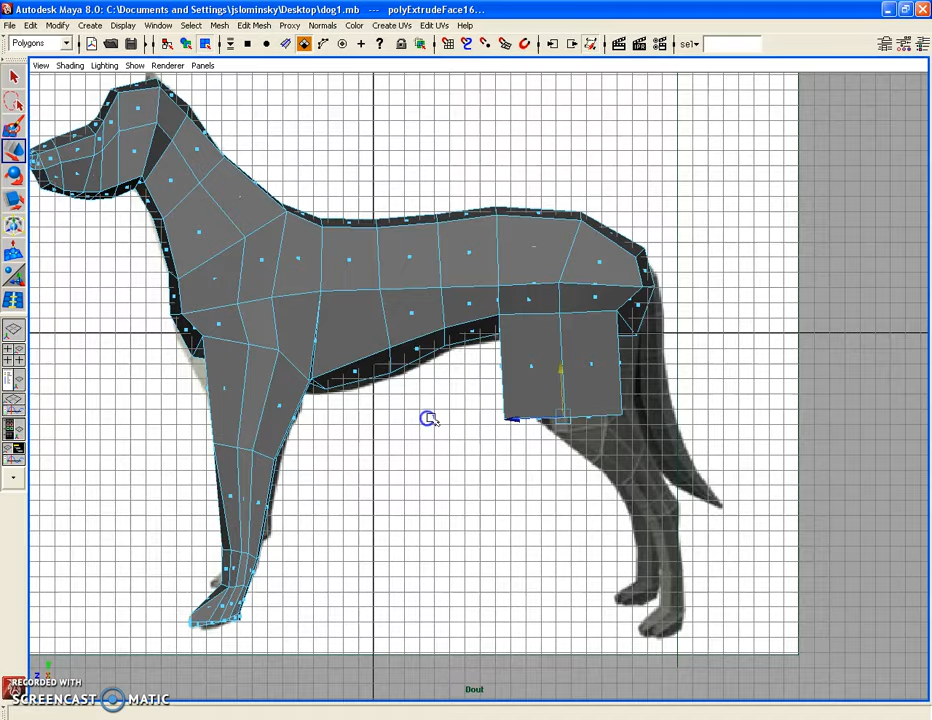 Autodesk Maya 8.0: C:\Documents and Settings\jslominsky\Desktop\dog1.mb --- polyExtrudeFace16...
File Edit Modify Create Display Window Select Mesh Edit Mesh Proxy Normals Color Create UVs Edit UVs Help
Polygons
sel
View Shading Lighting Show Renderer Panels
Dout
RECORDED WITH
SCREENCAST MATIC